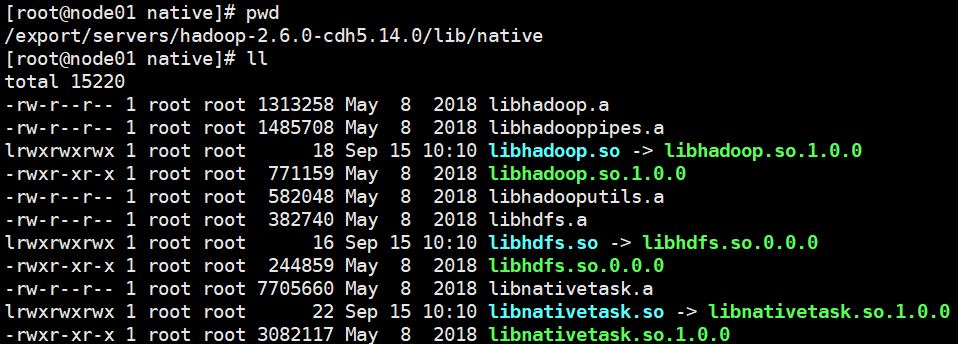 [root@node01 native]# pwd
/export/servers/hadoop-2.6.0-cdh5.14.0/lib/native
[root@node01 native]# ll
total 15220
-rw-r--r-- 1 root root 1313258 May  8  2018 libhadoop.a
-rw-r--r-- 1 root root 1485708 May  8  2018 libhadooppipes.a
lrwxrwxrwx 1 root root      18 Sep 15 10:10 libhadoop.so -> libhadoop.so.1.0.0
-rwxr-xr-x 1 root root  771159 May  8  2018 libhadoop.so.1.0.0
-rw-r--r-- 1 root root  582048 May  8  2018 libhadooputils.a
-rw-r--r-- 1 root root  382740 May  8  2018 libhdfs.a
lrwxrwxrwx 1 root root      16 Sep 15 10:10 libhdfs.so -> libhdfs.so.0.0.0
-rwxr-xr-x 1 root root  244859 May  8  2018 libhdfs.so.0.0.0
-rw-r--r-- 1 root root 7705660 May  8  2018 libnativetask.a
lrwxrwxrwx 1 root root      22 Sep 15 10:10 libnativetask.so -> libnativetask.so.1.0.0
-rwxr-xr-x 1 root root 3082117 May  8  2018 libnativetask.so.1.0.0